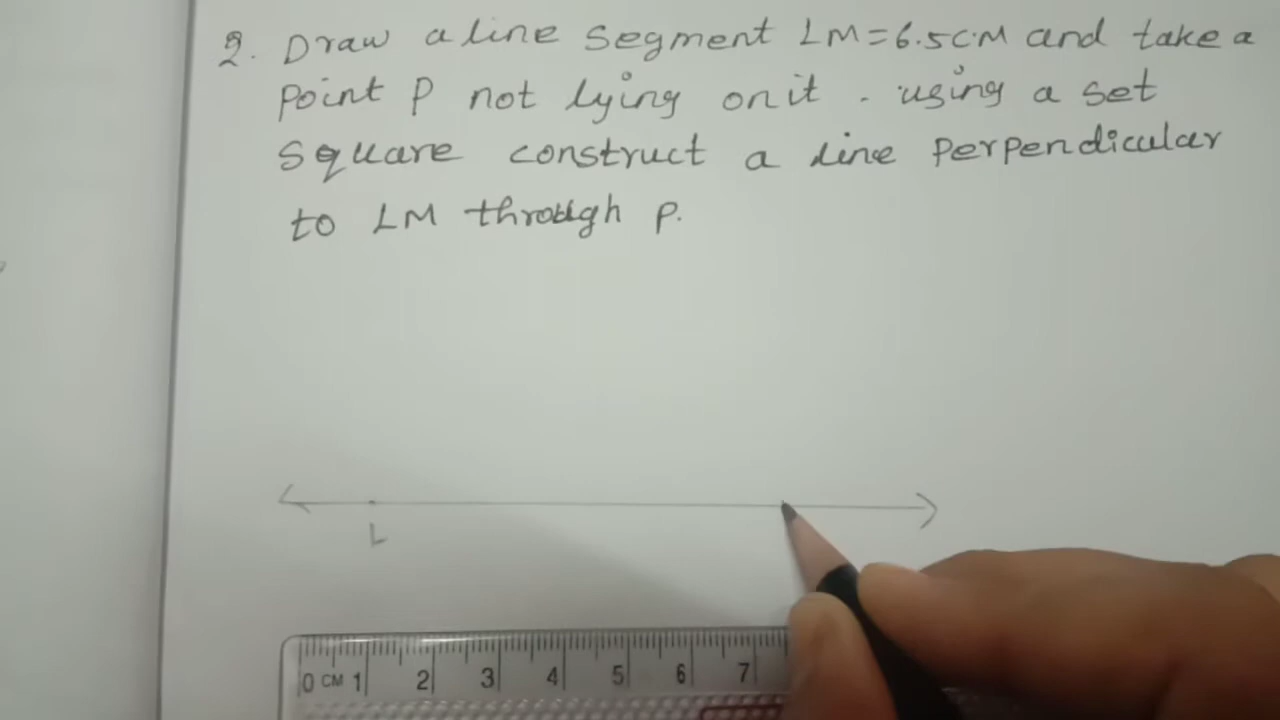 2. Draw a line segment LM=6.5CM and take a
point P not lying on it. using a set
square construct a line perpendicular
to LM through p.
L
0 CM 1 2 3 4 5 6 7